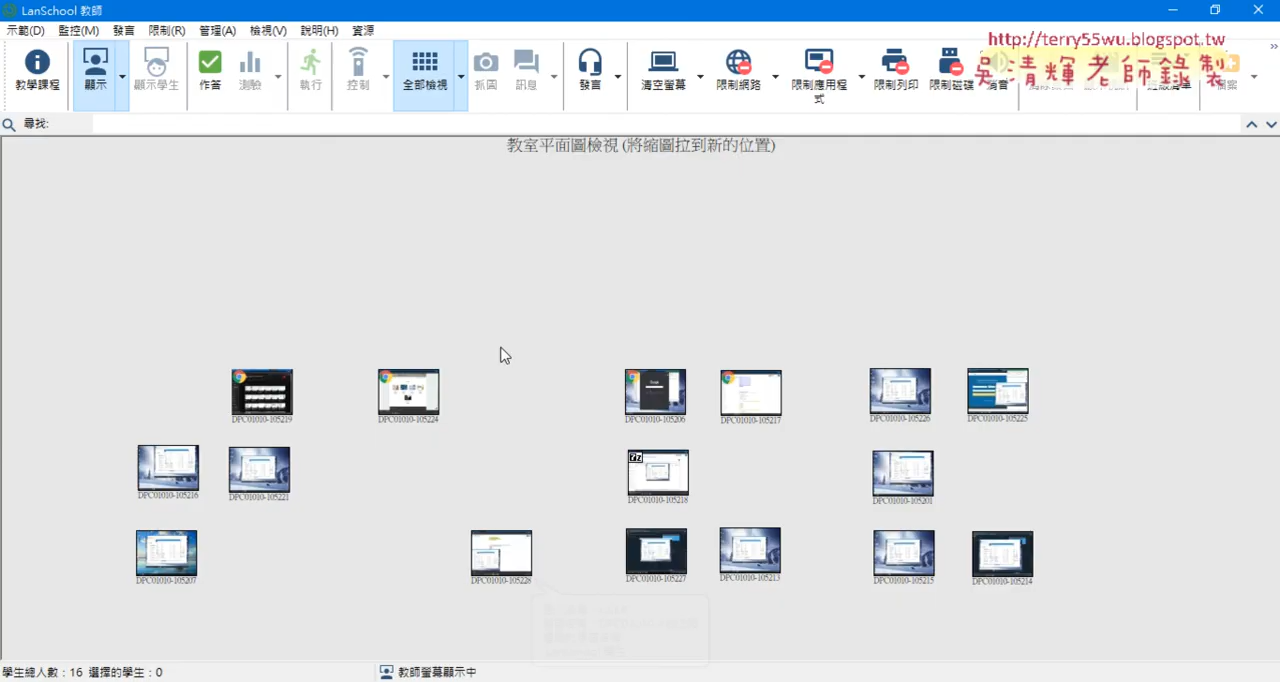 LanSchool 教師
示範(D) 監控(M) 發言 限制(R) 管理(A) 檢視(V) 說明(H) 資源
http://terry55wu.blogspot.tw
吳清輝老師錄製
教學課程 顯示 顯示學生 作答 測驗 執行 控制 全部檢視 抓圖 訊息 發言 清空螢幕 限制網路 限制應用程式 限制列印 限制磁碟 消音
尋找:
教室平面圖檢視 (將縮圖拉到新的位置)
DPC01010-105219 DPC01010-105224 DPC01010-105206 DPC01010-105217 DPC01010-105226 DPC01010-105225
DPC01010-105216 DPC01010-105221 DPC01010-105218 DPC01010-105201
DPC01010-105207 DPC01010-105228 DPC01010-105227 DPC01010-105213 DPC01010-105215 DPC01010-105214
學生總人數：16 選擇的學生：0 教師螢幕顯示中